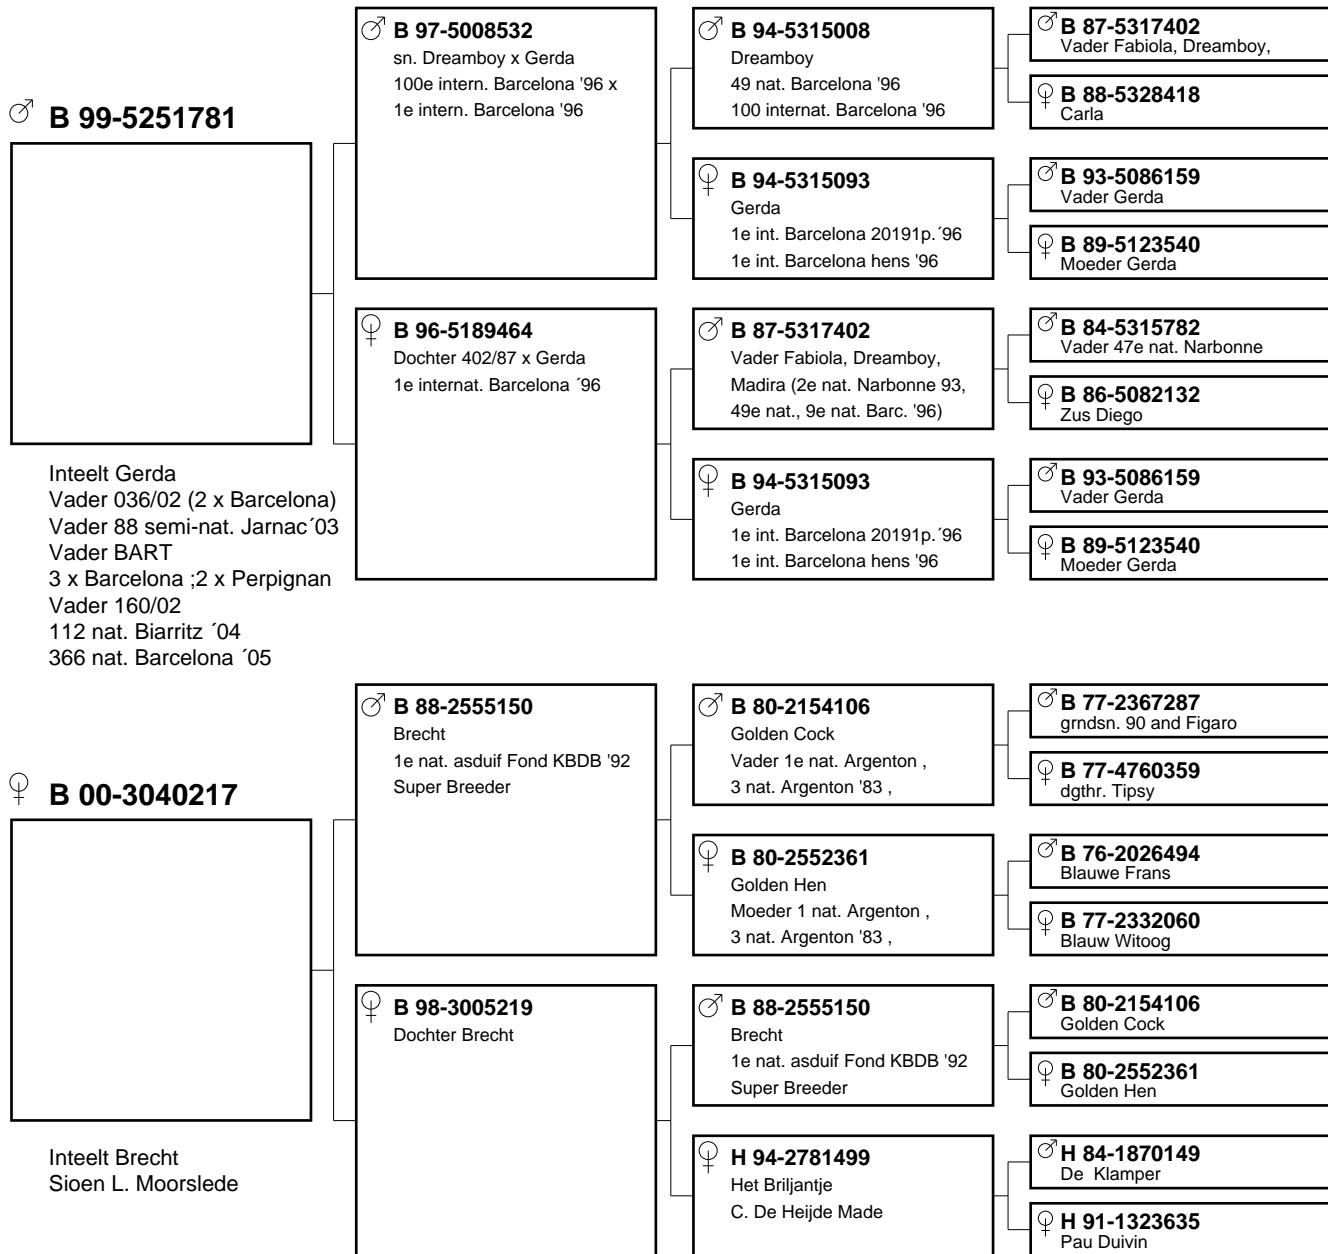 B 99-5251781
Inteelt Gerda
Vader 036/02 (2 x Barcelona)
Vader 88 semi-nat. Jarnac´03
Vader BART
3 x Barcelona ;2 x Perpignan
Vader 160/02
112 nat. Biarritz ´04
366 nat. Barcelona ´05
B 97-5008532
sn. Dreamboy x Gerda
100e intern. Barcelona '96 x
1e intern. Barcelona '96
B 96-5189464
Dochter 402/87 x Gerda
1e internat. Barcelona ´96
B 94-5315008
Dreamboy
49 nat. Barcelona '96
100 internat. Barcelona '96
B 94-5315093
Gerda
1e int. Barcelona 20191p.´96
1e int. Barcelona hens '96
B 87-5317402
Vader Fabiola, Dreamboy,
Madira (2e nat. Narbonne 93,
49e nat., 9e nat. Barc. '96)
B 94-5315093
Gerda
1e int. Barcelona 20191p.´96
1e int. Barcelona hens '96
B 87-5317402
Vader Fabiola, Dreamboy,
B 88-5328418
Carla
B 93-5086159
Vader Gerda
B 89-5123540
Moeder Gerda
B 84-5315782
Vader 47e nat. Narbonne
B 86-5082132
Zus Diego
B 93-5086159
Vader Gerda
B 89-5123540
Moeder Gerda
B 00-3040217
Inteelt Brecht
Sioen L. Moorslede
B 88-2555150
Brecht
1e nat. asduif Fond KBDB '92
Super Breeder
B 98-3005219
Dochter Brecht
B 80-2154106
Golden Cock
Vader 1e nat. Argenton ,
3 nat. Argenton '83 ,
B 80-2552361
Golden Hen
Moeder 1 nat. Argenton ,
3 nat. Argenton '83 ,
B 88-2555150
Brecht
1e nat. asduif Fond KBDB '92
Super Breeder
H 94-2781499
Het Briljantje
C. De Heijde Made
B 77-2367287
grndsn. 90 and Figaro
B 77-4760359
dgthr. Tipsy
B 76-2026494
Blauwe Frans
B 77-2332060
Blauw Witoog
B 80-2154106
Golden Cock
B 80-2552361
Golden Hen
H 84-1870149
De  Klamper
H 91-1323635
Pau Duivin